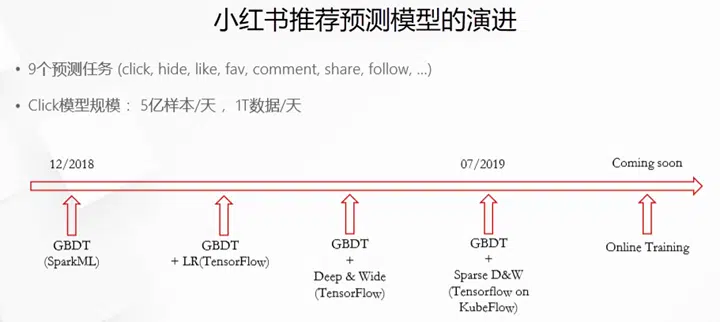 小红书推荐预测模型的演进
• 9个预测任务 (click, hide, like, fav, comment, share, follow, ...)
• Click模型规模： 5亿样本/天， 1T数据/天
12/2018
07/2019
Coming soon
GBDT
(SparkML)
GBDT
+ LR(TensorFlow)
GBDT
+
Deep & Wide
(TensorFlow)
GBDT
+
Sparse D&W
(Tensorflow on
KubeFlow)
Online Training